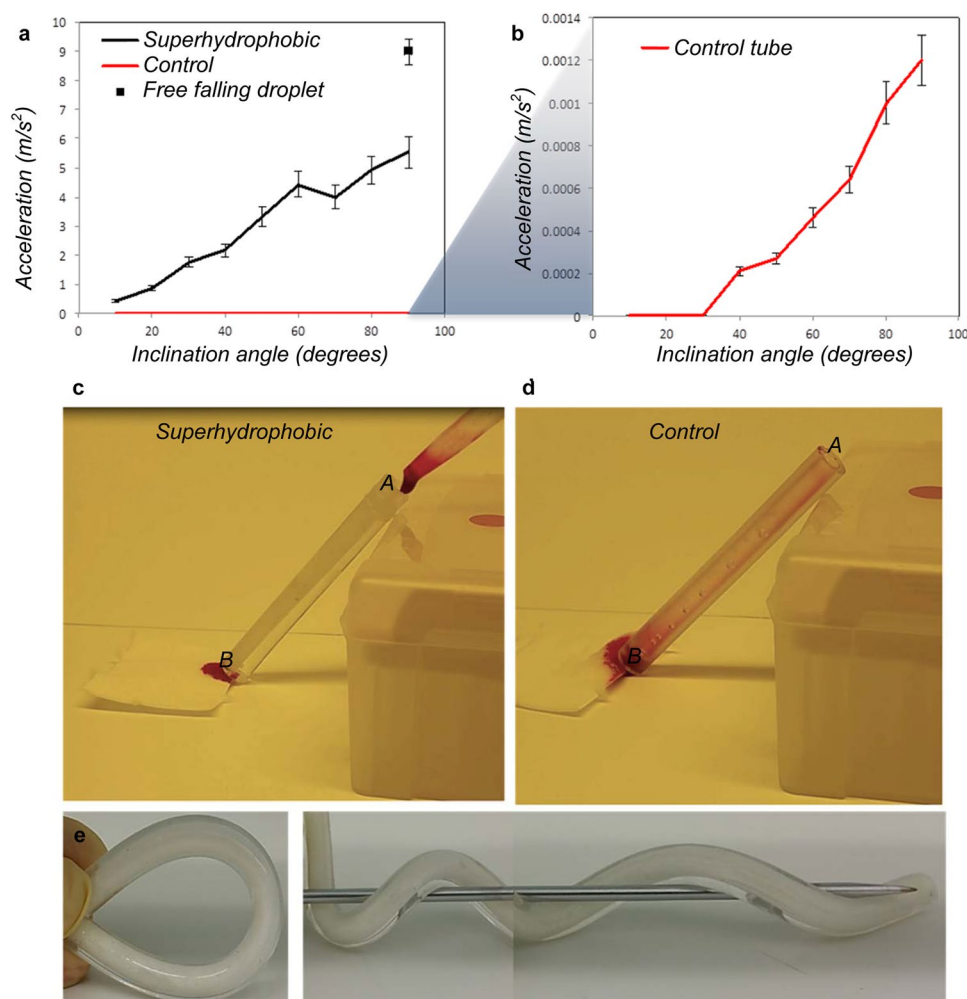 a
Superhydrophobic
Control
Free falling droplet
Acceleration (m/s²)
10
9
8
7
6
5
4
3
2
1
0
0
20
40
60
80
100
Inclination angle (degrees)
b
Control tube
Acceleration (m/s²)
0.0014
0.0012
0.001
0.0008
0.0006
0.0004
0.0002
0
0
20
40
60
80
100
Inclination angle (degrees)
c
Superhydrophobic
A
B
d
Control
A
B
e